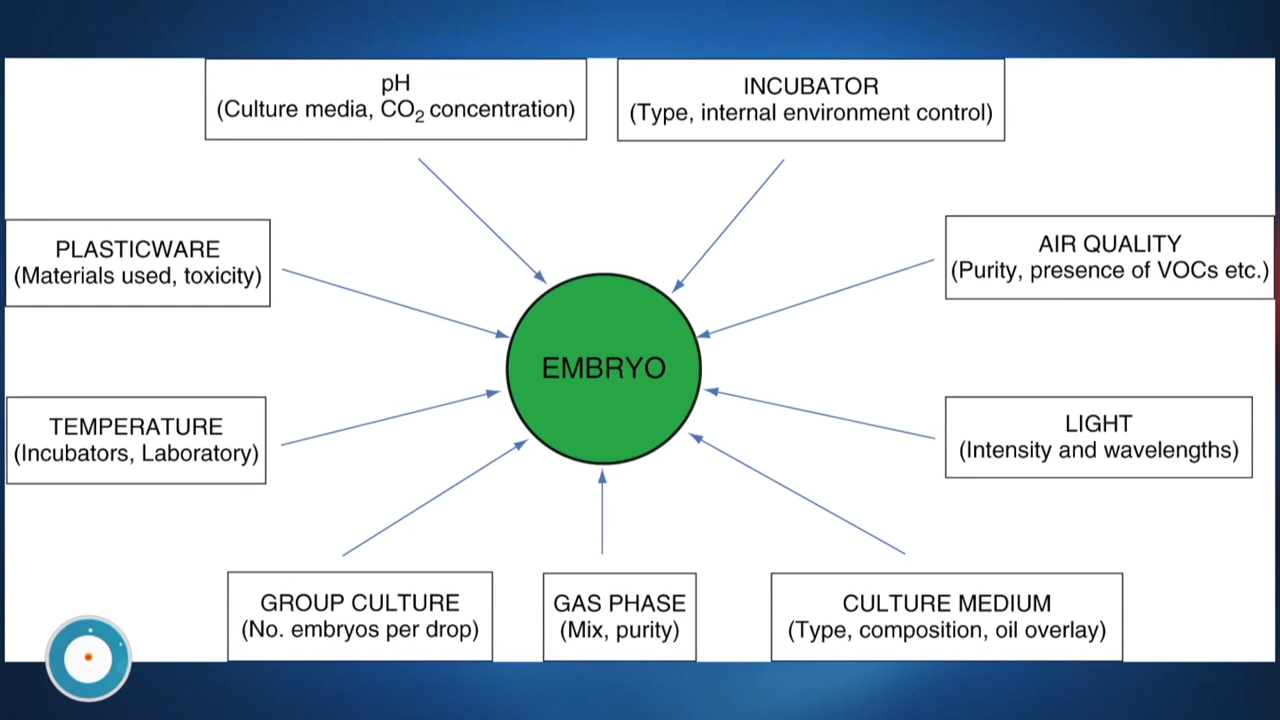 pH
(Culture media, CO₂ concentration)
INCUBATOR
(Type, internal environment control)
PLASTICWARE
(Materials used, toxicity)
AIR QUALITY
(Purity, presence of VOCs etc.)
EMBRYO
TEMPERATURE
(Incubators, Laboratory)
LIGHT
(Intensity and wavelengths)
GROUP CULTURE
(No. embryos per drop)
GAS PHASE
(Mix, purity)
CULTURE MEDIUM
(Type, composition, oil overlay)